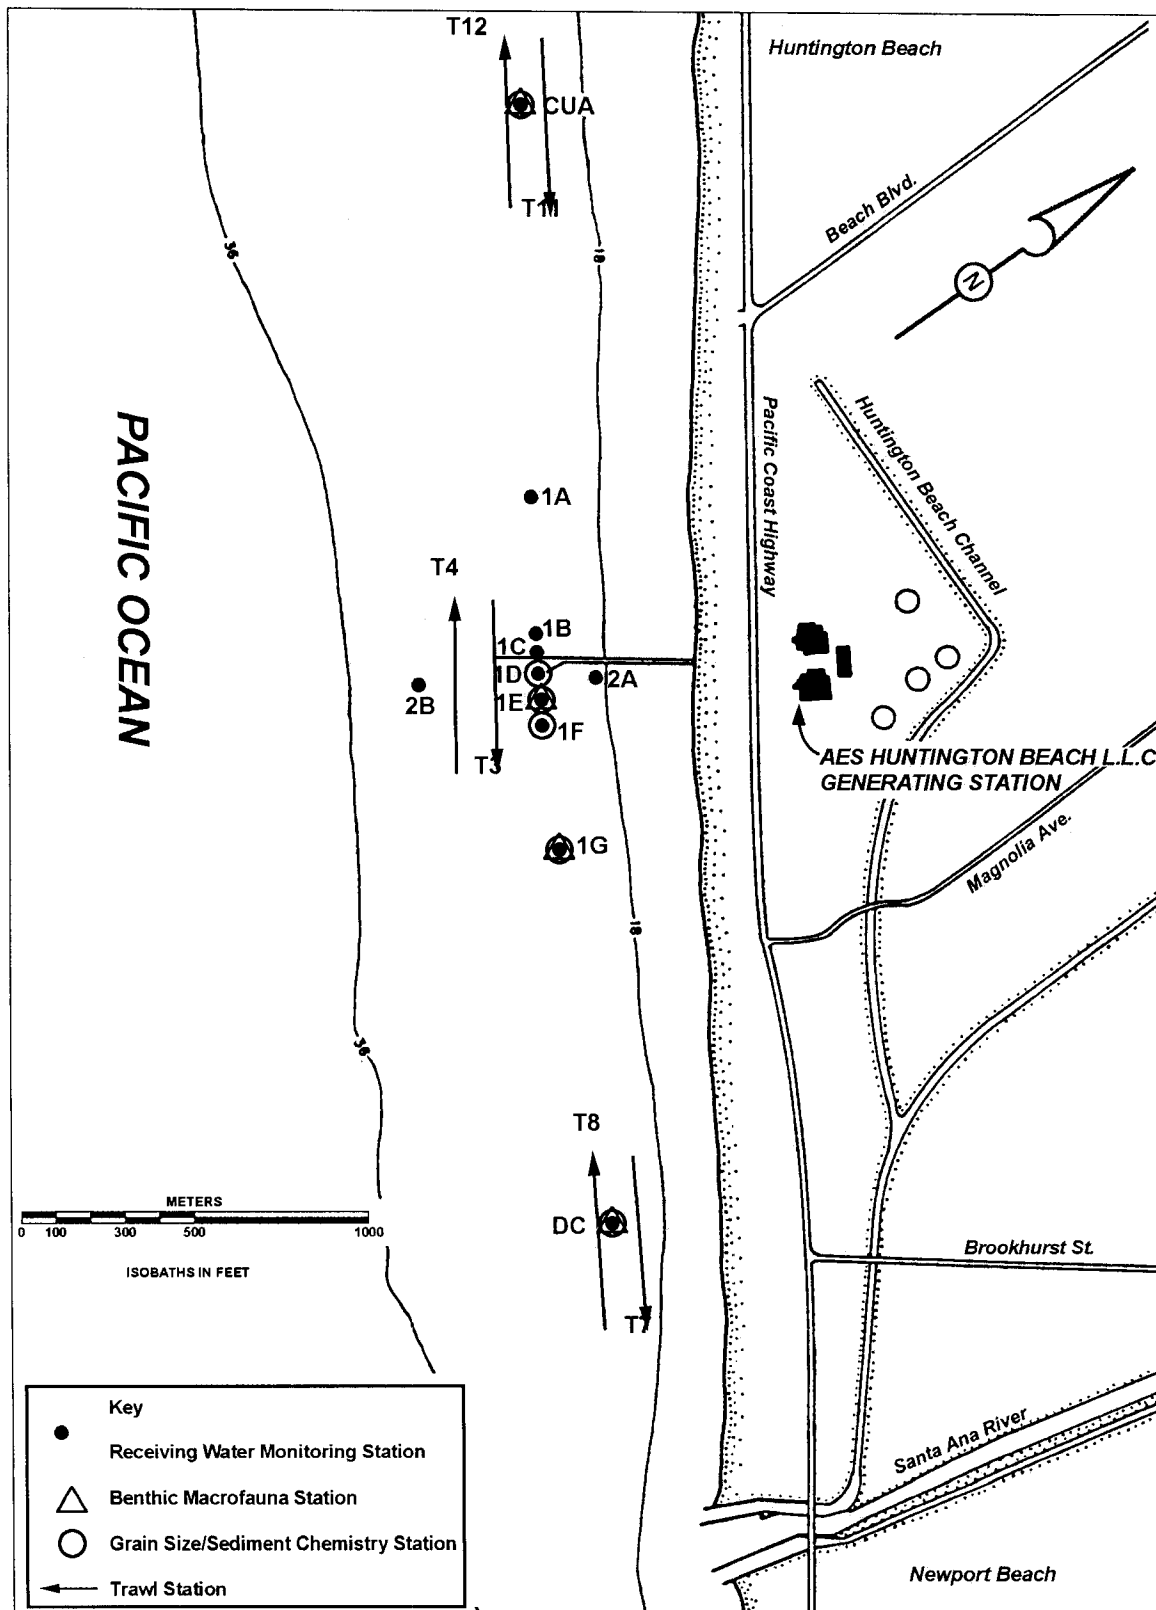 T12
Huntington Beach
CUA
T11
Beach Blvd.
N
36
18
PACIFIC OCEAN
Pacific Coast Highway
Huntington Beach Channel
1A
T4
1B
1C
1D
2A
2B
1E
1F
T3
AES HUNTINGTON BEACH L.L.C
GENERATING STATION
1G
Magnolia Ave.
18
36
T8
METERS
0 100 300 500 1000
DC
Brookhurst St.
ISOBATHS IN FEET
T7
Key
Receiving Water Monitoring Station
Benthic Macrofauna Station
Grain Size/Sediment Chemistry Station
Trawl Station
Santa Ana River
Newport Beach